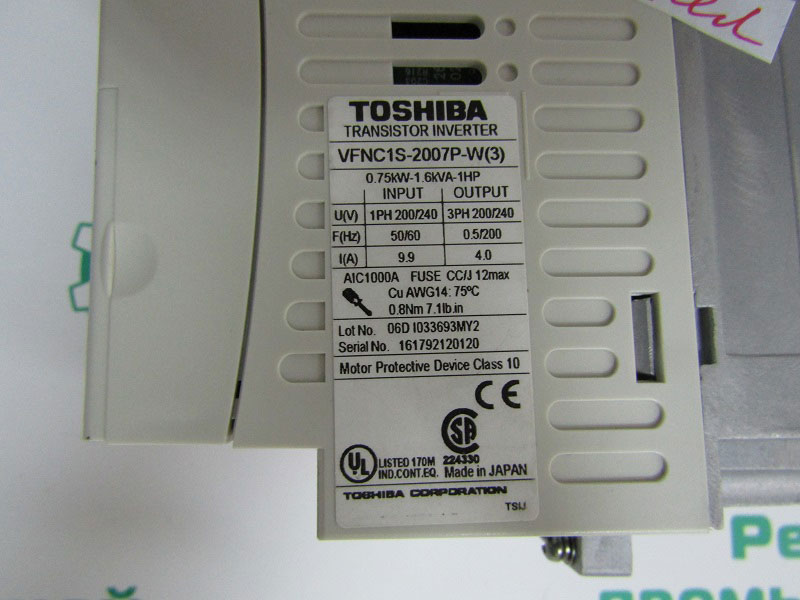 TOSHIBA
TRANSISTOR INVERTER
VFNC1S-2007P-W(3)
0.75kW-1.6kVA-1HP
INPUT OUTPUT
U(V) 1PH 200/240 3PH 200/240
F(Hz) 50/60 0.5/200
I(A) 9.9 4.0
AIC1000A FUSE CC/J 12max
Cu AWG14: 75°C
0.8Nm 7.1lb.in
Lot No. 06D I033693MY2
Serial No. 161792120120
Motor Protective Device Class 10
CE
SA
224330
UL LISTED 170M
IND.CONT.EQ. Made in JAPAN
TOSHIBA CORPORATION
TSIJ
Ре